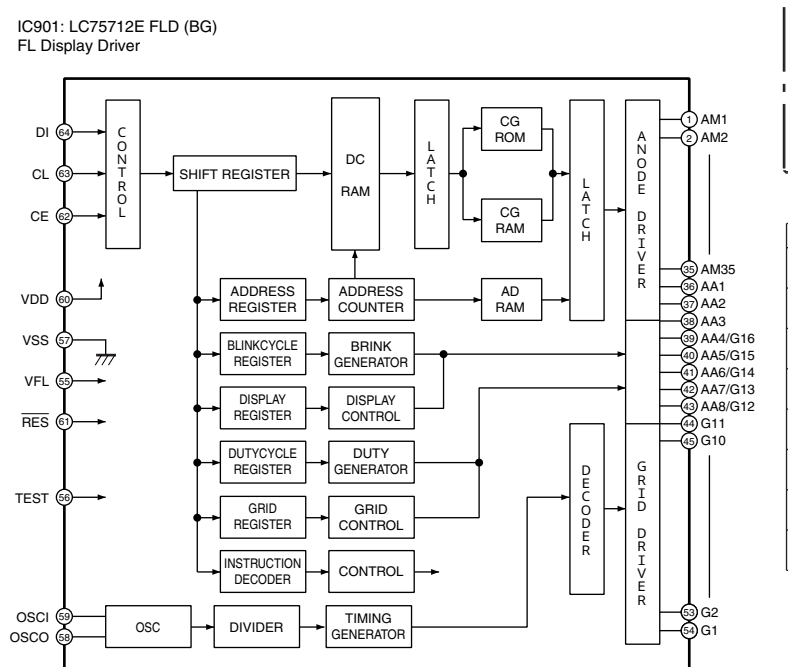 IC901: LC75712E FLD (BG)
FL Display Driver
DI 64
CL 63
CE 62
VDD 60
VSS 57
VFL 55
RES 61
TEST 56
OSCI 59
OSCO 58
CONTROL
SHIFT REGISTER
DC
RAM
LATCH
CG
ROM
CG
RAM
LATCH
ANODE DRIVER
ADDRESS
REGISTER
ADDRESS
COUNTER
AD
RAM
BLINKCYCLE
REGISTER
BRINK
GENERATOR
DISPLAY
REGISTER
DISPLAY
CONTROL
DUTYCYCLE
REGISTER
DUTY
GENERATOR
GRID
REGISTER
GRID
CONTROL
INSTRUCTION
DECODER
CONTROL
OSC
DIVIDER
TIMING
GENERATOR
DECODER
GRID DRIVER
1 AM1
2 AM2
35 AM35
36 AA1
37 AA2
38 AA3
39 AA4/G16
40 AA5/G15
41 AA6/G14
42 AA7/G13
43 AA8/G12
44 G11
45 G10
53 G2
54 G1